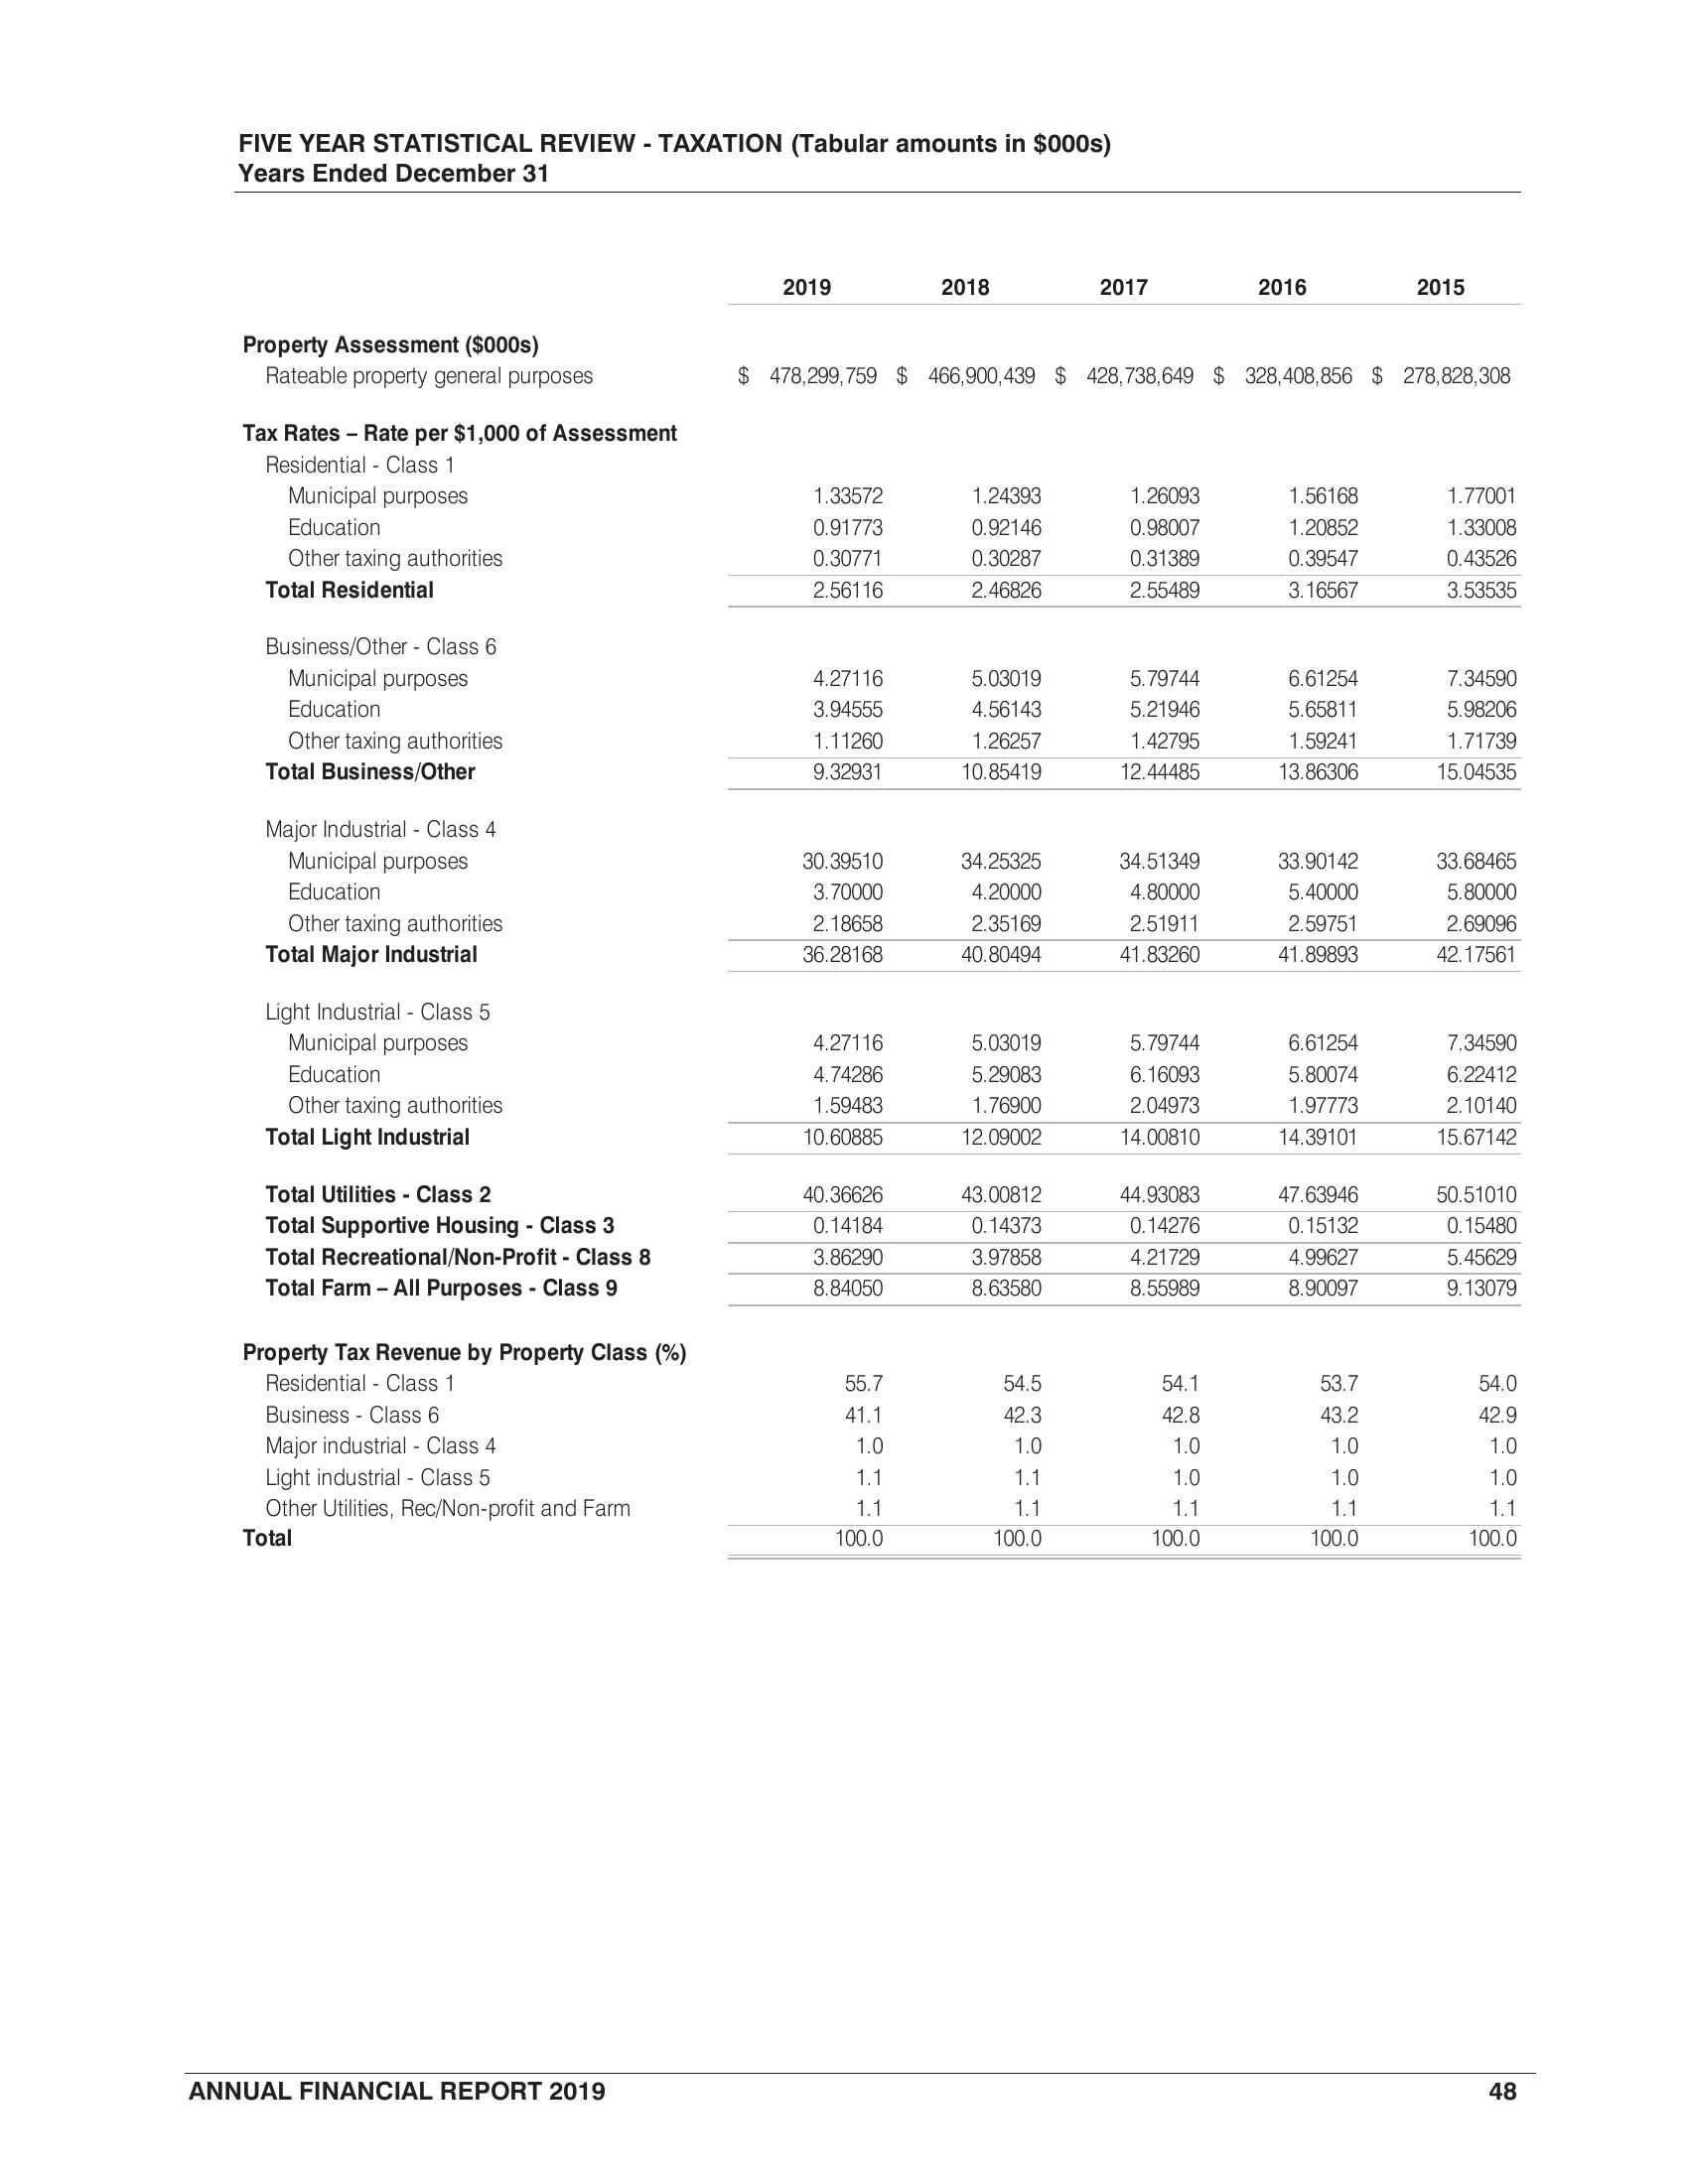 FIVE YEAR STATISTICAL REVIEW - TAXATION (Tabular amounts in $000s)
Years Ended December 31
2019 2018 2017 2016 2015
Property Assessment ($000s)
Rateable property general purposes $ 478,299,759 $ 466,900,439 $ 428,738,649 $ 328,408,856 $ 278,828,308
Tax Rates – Rate per $1,000 of Assessment
Residential - Class 1
Municipal purposes 1.33572 1.24393 1.26093 1.56168 1.77001
Education 0.91773 0.92146 0.98007 1.20852 1.33008
Other taxing authorities 0.30771 0.30287 0.31389 0.39547 0.43526
Total Residential 2.56116 2.46826 2.55489 3.16567 3.53535
Business/Other - Class 6
Municipal purposes 4.27116 5.03019 5.79744 6.61254 7.34590
Education 3.94555 4.56143 5.21946 5.65811 5.98206
Other taxing authorities 1.11260 1.26257 1.42795 1.59241 1.71739
Total Business/Other 9.32931 10.85419 12.44485 13.86306 15.04535
Major Industrial - Class 4
Municipal purposes 30.39510 34.25325 34.51349 33.90142 33.68465
Education 3.70000 4.20000 4.80000 5.40000 5.80000
Other taxing authorities 2.18658 2.35169 2.51911 2.59751 2.69096
Total Major Industrial 36.28168 40.80494 41.83260 41.89893 42.17561
Light Industrial - Class 5
Municipal purposes 4.27116 5.03019 5.79744 6.61254 7.34590
Education 4.74286 5.29083 6.16093 5.80074 6.22412
Other taxing authorities 1.59483 1.76900 2.04973 1.97773 2.10140
Total Light Industrial 10.60885 12.09002 14.00810 14.39101 15.67142
Total Utilities - Class 2 40.36626 43.00812 44.93083 47.63946 50.51010
Total Supportive Housing - Class 3 0.14184 0.14373 0.14276 0.15132 0.15480
Total Recreational/Non-Profit - Class 8 3.86290 3.97858 4.21729 4.99627 5.45629
Total Farm – All Purposes - Class 9 8.84050 8.63580 8.55989 8.90097 9.13079
Property Tax Revenue by Property Class (%)
Residential - Class 1 55.7 54.5 54.1 53.7 54.0
Business - Class 6 41.1 42.3 42.8 43.2 42.9
Major industrial - Class 4 1.0 1.0 1.0 1.0 1.0
Light industrial - Class 5 1.1 1.1 1.0 1.0 1.0
Other Utilities, Rec/Non-profit and Farm 1.1 1.1 1.1 1.1 1.1
Total 100.0 100.0 100.0 100.0 100.0
ANNUAL FINANCIAL REPORT 2019 48